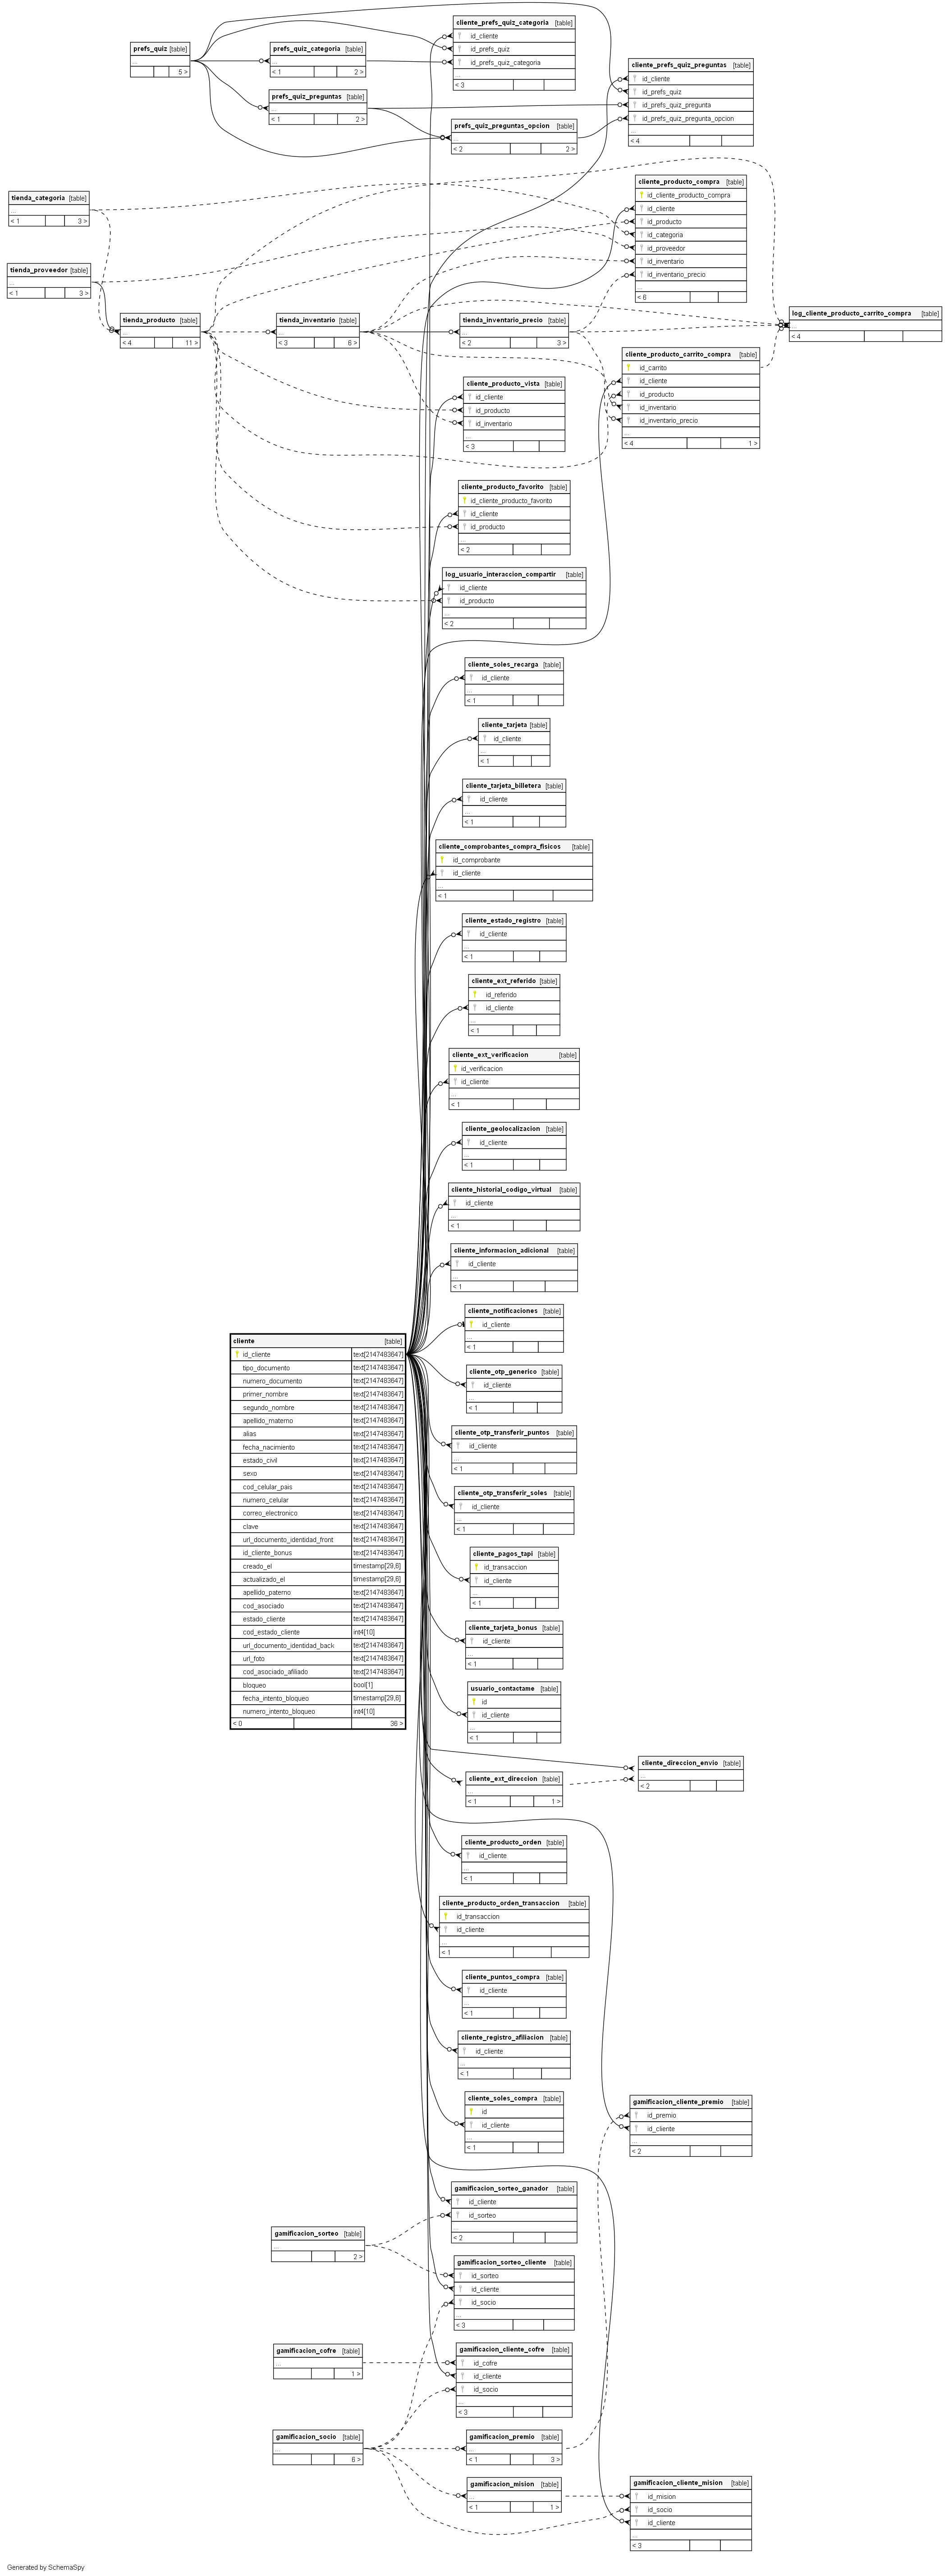 prefs_quiz [table]
...
5 >
prefs_quiz_categoria [table]
...
< 1 2 >
prefs_quiz_preguntas [table]
...
< 1 2 >
cliente_prefs_quiz_categoria [table]
id_cliente
id_prefs_quiz
id_prefs_quiz_categoria
...
< 3
prefs_quiz_preguntas_opcion [table]
...
< 2 2 >
cliente_prefs_quiz_preguntas [table]
id_cliente
id_prefs_quiz
id_prefs_quiz_pregunta
id_prefs_quiz_pregunta_opcion
...
< 4
tienda_categoria [table]
...
< 1 3 >
tienda_proveedor [table]
...
< 1 3 >
tienda_producto [table]
...
< 4 11 >
tienda_inventario [table]
...
< 3 6 >
tienda_inventario_precio [table]
...
< 2 3 >
cliente_producto_compra [table]
id_cliente_producto_compra
id_cliente
id_producto
id_categoria
id_proveedor
id_inventario
id_inventario_precio
...
< 6
log_cliente_producto_carrito_compra [table]
...
< 4
cliente_producto_carrito_compra [table]
id_carrito
id_cliente
id_producto
id_inventario
id_inventario_precio
...
< 4 1 >
cliente_producto_vista [table]
id_cliente
id_producto
id_inventario
...
< 3
cliente_producto_favorito [table]
id_cliente_producto_favorito
id_cliente
id_producto
...
< 2
log_usuario_interaccion_compartir [table]
id_cliente
id_producto
...
< 2
cliente_soles_recarga [table]
id_cliente
...
< 1
cliente_tarjeta [table]
id_cliente
...
< 1
cliente_tarjeta_billetera [table]
id_cliente
...
< 1
cliente_comprobantes_compra_fisicos [table]
id_comprobante
id_cliente
...
< 1
cliente_estado_registro [table]
id_cliente
...
< 1
cliente_ext_referido [table]
id_referido
id_cliente
...
< 1
cliente_ext_verificacion [table]
id_verificacion
id_cliente
...
< 1
cliente_geolocalizacion [table]
id_cliente
...
< 1
cliente_historial_codigo_virtual [table]
id_cliente
...
< 1
cliente_informacion_adicional [table]
id_cliente
...
< 1
cliente_notificaciones [table]
id_cliente
...
< 1
cliente [table]
id_cliente text[2147483647]
tipo_documento text[2147483647]
numero_documento text[2147483647]
primer_nombre text[2147483647]
segundo_nombre text[2147483647]
apellido_materno text[2147483647]
alias text[2147483647]
fecha_nacimiento text[2147483647]
estado_civil text[2147483647]
sexo text[2147483647]
cod_celular_pais text[2147483647]
numero_celular text[2147483647]
correo_electronico text[2147483647]
clave text[2147483647]
url_documento_identidad_front text[2147483647]
id_cliente_bonus text[2147483647]
creado_el timestamp[29,6]
actualizado_el timestamp[29,6]
apellido_paterno text[2147483647]
cod_asociado text[2147483647]
estado_cliente text[2147483647]
cod_estado_cliente int4[10]
url_documento_identidad_back text[2147483647]
url_foto text[2147483647]
cod_asociado_afiliado text[2147483647]
bloqueo bool[1]
fecha_intento_bloqueo timestamp[29,6]
numero_intento_bloqueo int4[10]
< 0 36 >
cliente_otp_generico [table]
id_cliente
...
< 1
cliente_otp_transferir_puntos [table]
id_cliente
...
< 1
cliente_otp_transferir_soles [table]
id_cliente
...
< 1
cliente_pagos_tapi [table]
id_transaccion
id_cliente
...
< 1
cliente_tarjeta_bonus [table]
id_cliente
...
< 1
usuario_contactame [table]
id
id_cliente
...
< 1
cliente_direccion_envio [table]
...
< 2
cliente_ext_direccion [table]
...
< 1 1 >
cliente_producto_orden [table]
id_cliente
...
< 1
cliente_producto_orden_transaccion [table]
id_transaccion
id_cliente
...
< 1
cliente_puntos_compra [table]
id_cliente
...
< 1
cliente_registro_afiliacion [table]
id_cliente
...
< 1
cliente_soles_compra [table]
id
id_cliente
...
< 1
gamificacion_cliente_premio [table]
id_premio
id_cliente
...
< 2
gamificacion_sorteo_ganador [table]
id_cliente
id_sorteo
...
< 2
gamificacion_sorteo [table]
...
2 >
gamificacion_sorteo_cliente [table]
id_sorteo
id_cliente
id_socio
...
< 3
gamificacion_cofre [table]
...
1 >
gamificacion_cliente_cofre [table]
id_cofre
id_cliente
id_socio
...
< 3
gamificacion_socio [table]
...
6 >
gamificacion_premio [table]
...
< 1 3 >
gamificacion_mision [table]
...
< 1 1 >
gamificacion_cliente_mision [table]
id_mision
id_socio
id_cliente
...
< 3
Generated by SchemaSpy